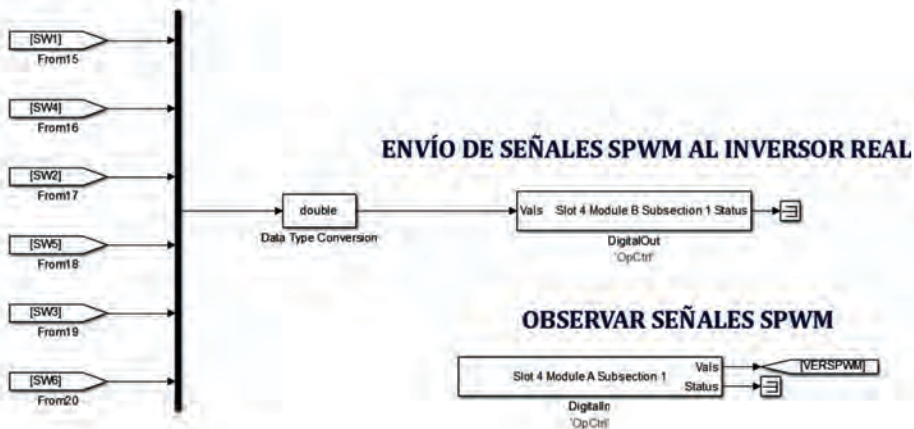 [SW1]
From15
[SW4]
From16
[SW2]
From17
[SW5]
From18
[SW3]
From19
[SW6]
From20
double
Data Type Conversion
ENVÍO DE SEÑALES SPWM AL INVERSOR REAL
Vals Slot 4 Module B Subsection 1 Status
DigitalOut
'OpCtrl'
OBSERVAR SEÑALES SPWM
Slot 4 Module A Subsection 1 Vals
Status
[VERSPWM]
DigitalIn
'OpCtrl'